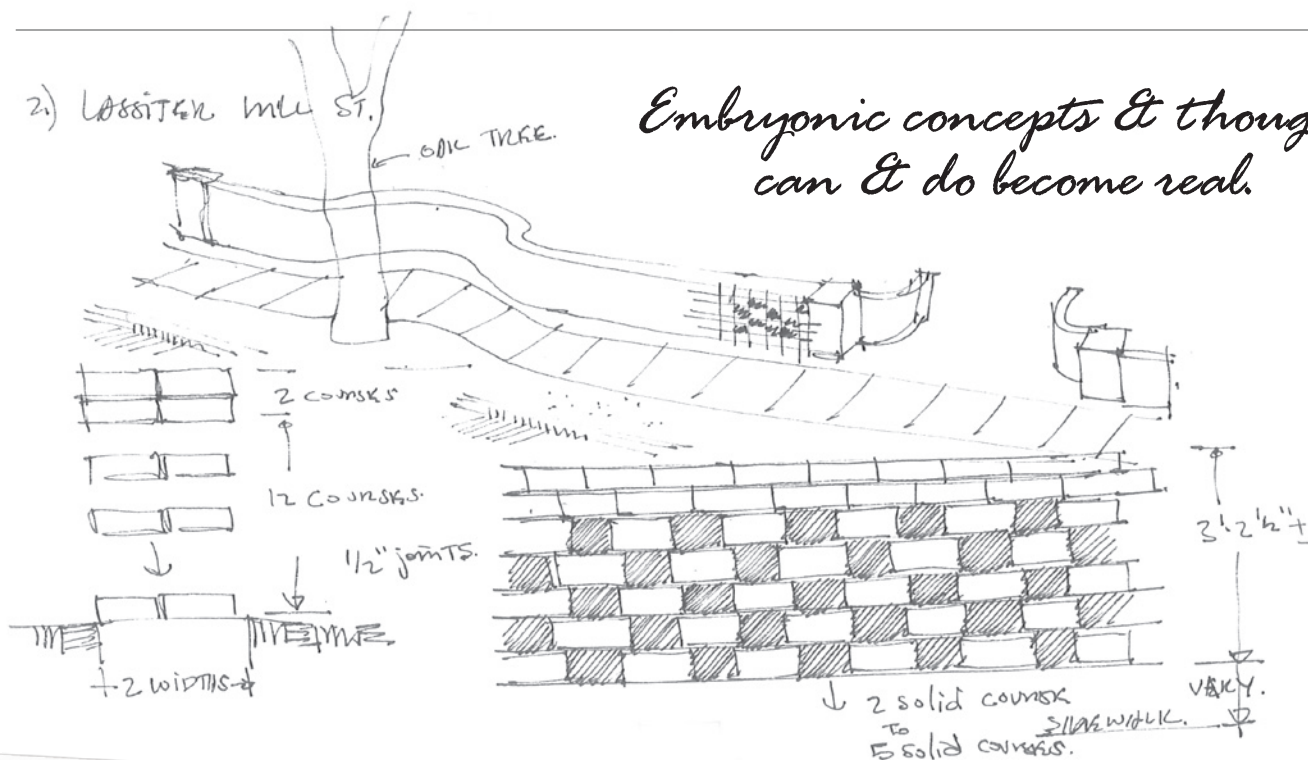 2.) LASSITER MILL ST.
OAK TREE.
Embryonic concepts & thoug
can & do become real.
2 COURSES
12 COURSES.
1/2" JOINTS.
2 WIDTHS
3'-2 1/2" ±
VARY.
2 solid COURSE
TO
5 solid COURSES.
SIDEWALK.